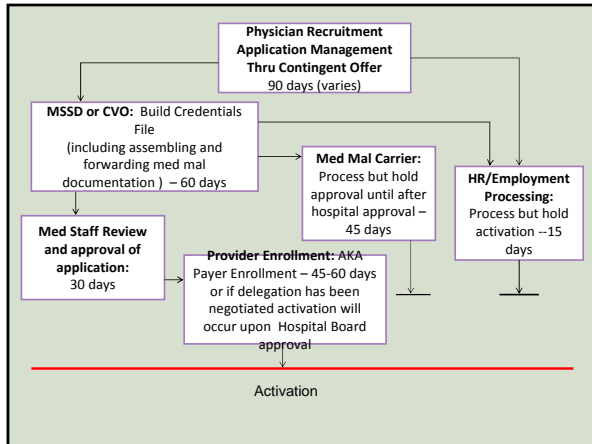 Physician Recruitment
Application Management
Thru Contingent Offer
90 days (varies)
MSSD or CVO: Build Credentials
File
(including assembling and
forwarding med mal
documentation ) – 60 days
Med Mal Carrier:
Process but hold
approval until after
hospital approval –
45 days
HR/Employment
Processing:
Process but hold
activation --15
days
Med Staff Review
and approval of
application:
30 days
Provider Enrollment: AKA
Payer Enrollment – 45-60 days
or if delegation has been
negotiated activation will
occur upon Hospital Board
approval
Activation